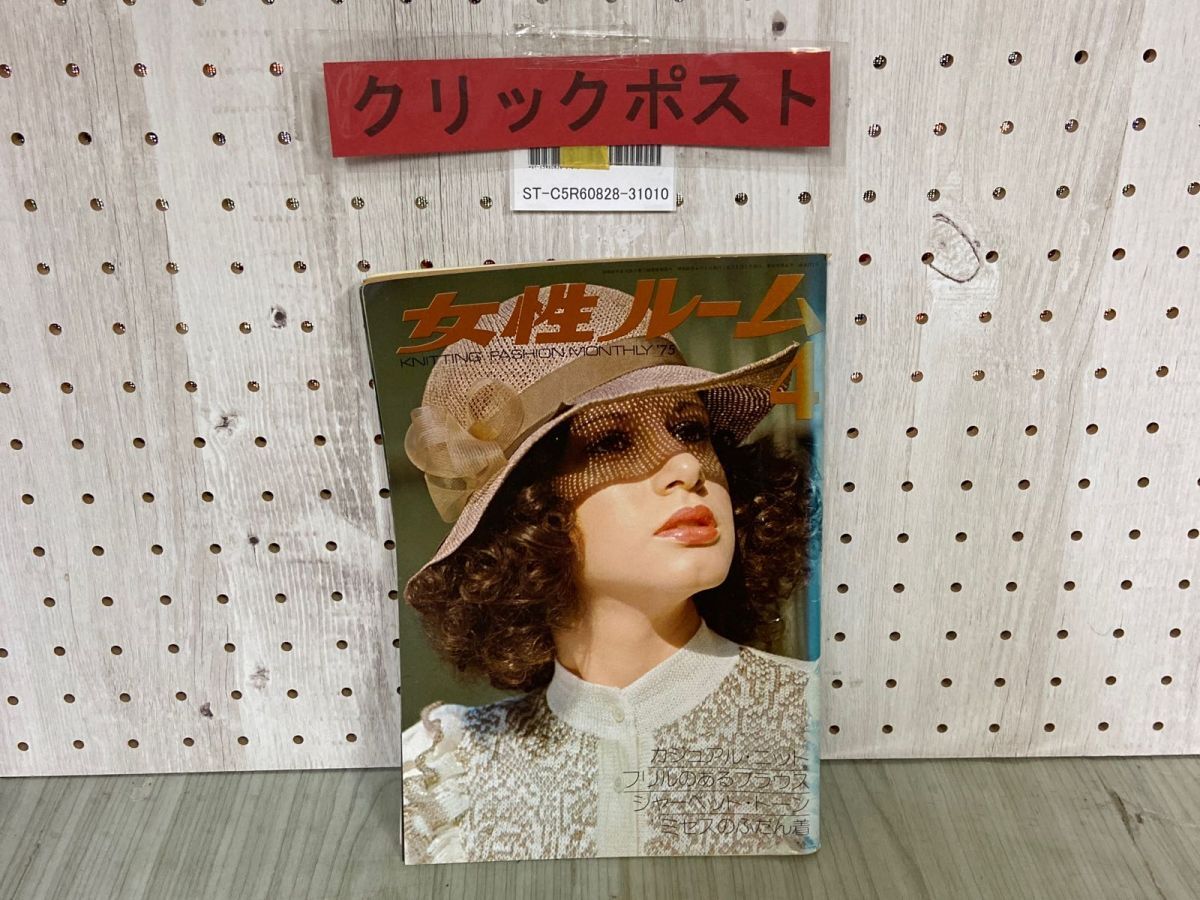 クリックポスト
ST-C5R60828-31010
女性ルーム
KNITTING FASHION MONTHLY '75
4
カジュアル・ニット
フリルのあるブラウス
シャーベット・トーン
ミセスのふだん着